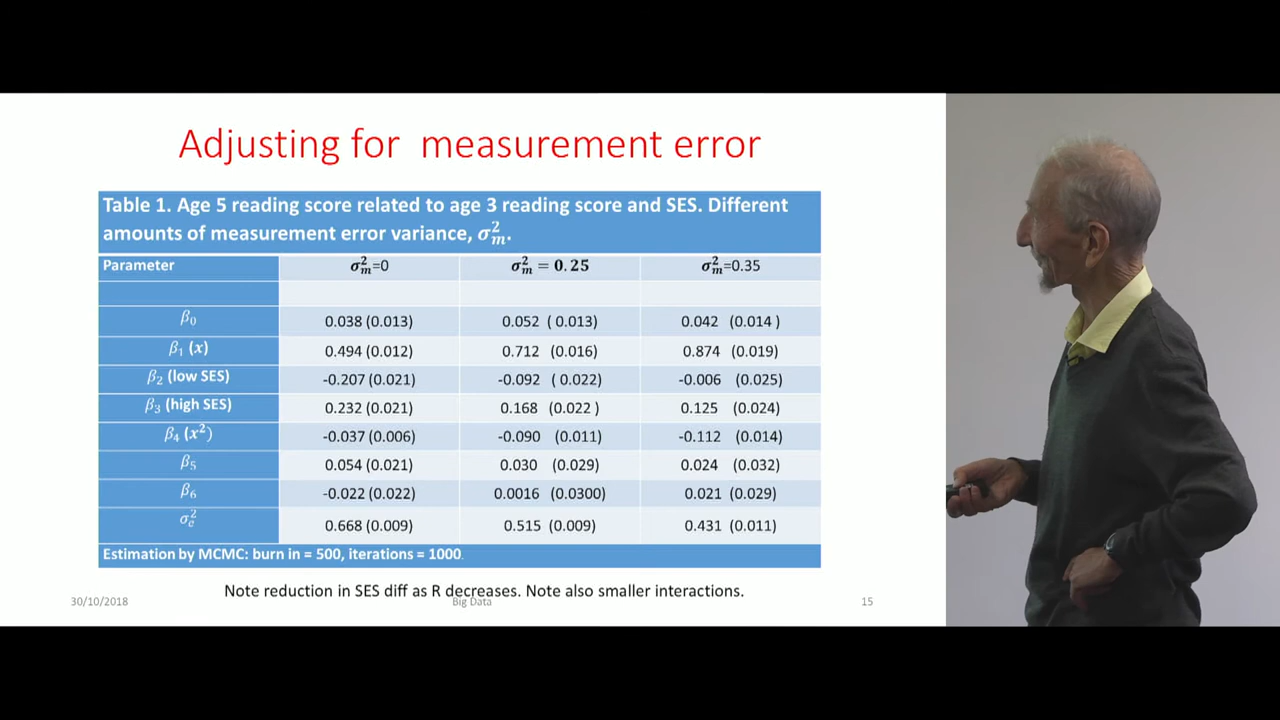 Adjusting for measurement error
Table 1. Age 5 reading score related to age 3 reading score and SES. Different
amounts of measurement error variance, σ²ₘ.
Parameter σ²ₘ=0 σ²ₘ = 0.25 σ²ₘ=0.35
β₀ 0.038 (0.013) 0.052 ( 0.013) 0.042 (0.014 )
β₁ (x) 0.494 (0.012) 0.712 (0.016) 0.874 (0.019)
β₂ (low SES) -0.207 (0.021) -0.092 ( 0.022) -0.006 (0.025)
β₃ (high SES) 0.232 (0.021) 0.168 (0.022 ) 0.125 (0.024)
β₄ (x²) -0.037 (0.006) -0.090 (0.011) -0.112 (0.014)
β₅ 0.054 (0.021) 0.030 (0.029) 0.024 (0.032)
β₆ -0.022 (0.022) 0.0016 (0.0300) 0.021 (0.029)
σ²ₑ 0.668 (0.009) 0.515 (0.009) 0.431 (0.011)
Estimation by MCMC: burn in = 500, iterations = 1000.
Note reduction in SES diff as R decreases. Note also smaller interactions.
30/10/2018 Big Data 15